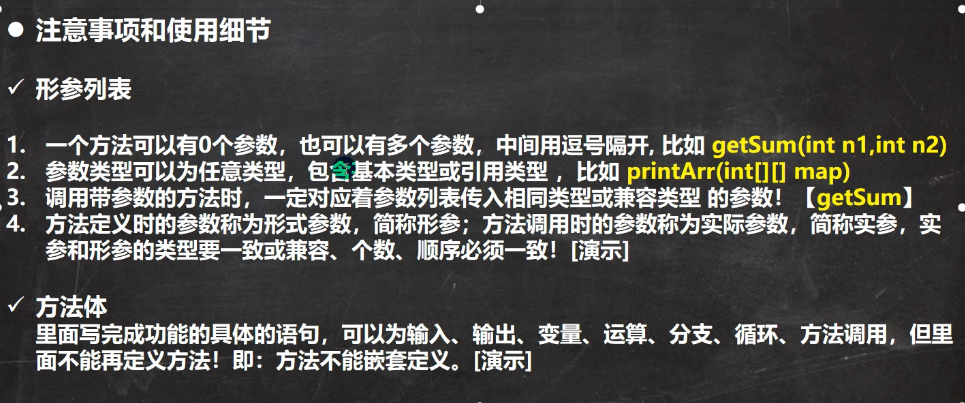 ● 注意事项和使用细节
✓ 形参列表
1. 一个方法可以有0个参数，也可以有多个参数，中间用逗号隔开, 比如 getSum(int n1,int n2)
2. 参数类型可以为任意类型，包含基本类型或引用类型 ，比如 printArr(int[][] map)
3. 调用带参数的方法时，一定对应着参数列表传入相同类型或兼容类型 的参数！【getSum】
4. 方法定义时的参数称为形式参数，简称形参；方法调用时的参数称为实际参数，简称实参，实
参和形参的类型要一致或兼容、个数、顺序必须一致！[演示]
✓ 方法体
里面写完成功能的具体的语句，可以为输入、输出、变量、运算、分支、循环、方法调用，但里
面不能再定义方法！即：方法不能嵌套定义。[演示]